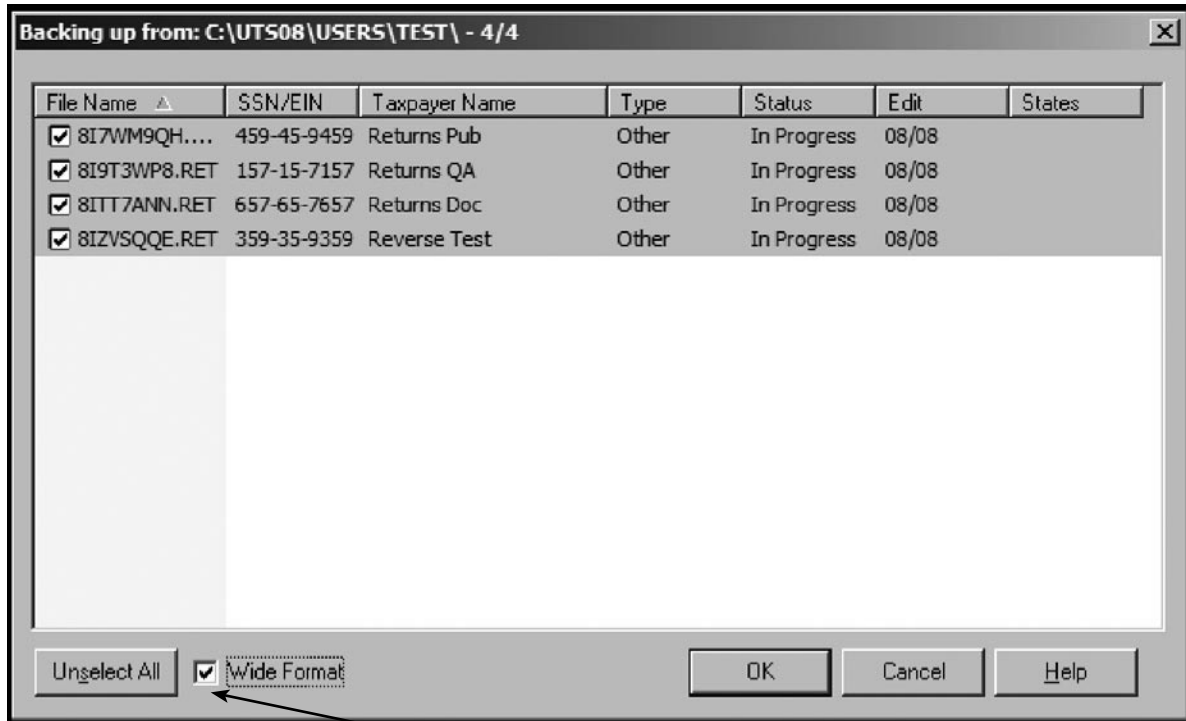 Backing up from: C:\UTS08\USERS\TEST\ - 4/4
File Name SSN/EIN Taxpayer Name Type Status Edit States
8I7WM9QH.... 459-45-9459 Returns Pub Other In Progress 08/08
8I9T3WP8.RET 157-15-7157 Returns QA Other In Progress 08/08
8ITT7ANN.RET 657-65-7657 Returns Doc Other In Progress 08/08
8IZVSQQE.RET 359-35-9359 Reverse Test Other In Progress 08/08
Unselect All Wide Format OK Cancel Help